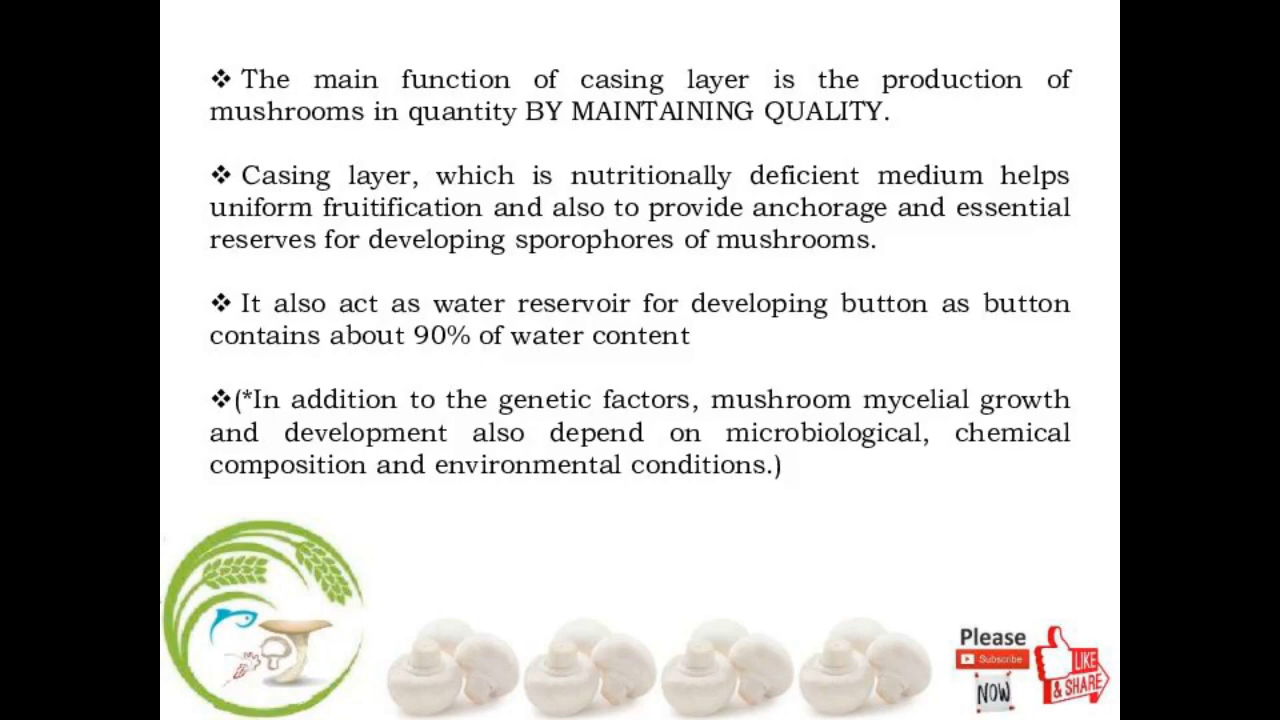 ❖ The main function of casing layer is the production of
mushrooms in quantity BY MAINTAINING QUALITY.
❖ Casing layer, which is nutritionally deficient medium helps
uniform fruitification and also to provide anchorage and essential
reserves for developing sporophores of mushrooms.
❖ It also act as water reservoir for developing button as button
contains about 90% of water content
❖(*In addition to the genetic factors, mushroom mycelial growth
and development also depend on microbiological, chemical
composition and environmental conditions.)
Please
Subscribe
NOW
LIKE
& SHARE